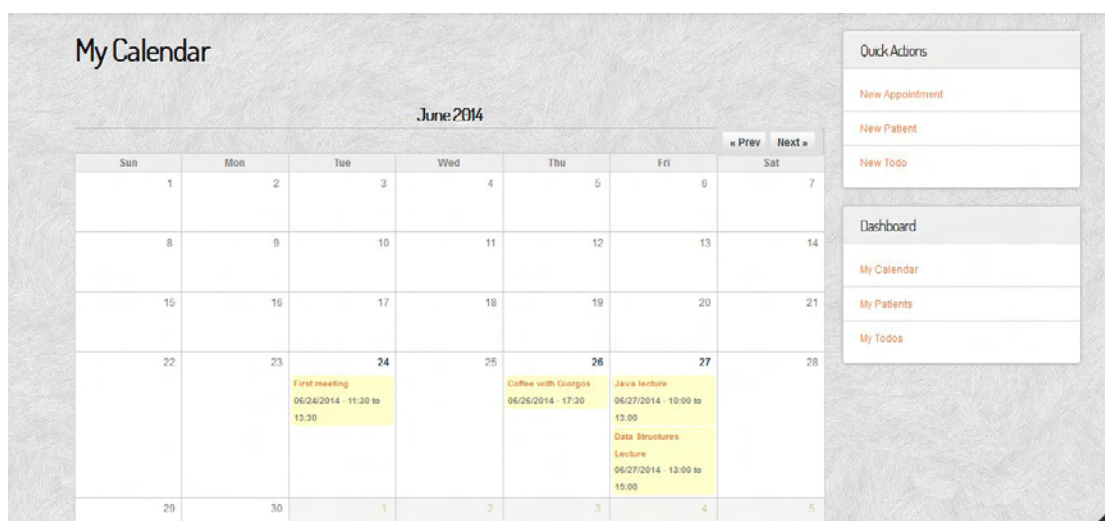 My Calendar
June 2014
« Prev Next »
Sun Mon Tue Wed Thu Fri Sat
1 2 3 4 5 6 7
8 9 10 11 12 13 14
15 16 17 18 19 20 21
22 23 24 25 26 27 28
First meeting
06/24/2014 - 11:30 to
13:30
Coffee with Giorgos
06/26/2014 - 17:30
Java lecture
06/27/2014 - 10:00 to
13:00
Data Structures
Lecture
06/27/2014 - 13:00 to
15:00
29 30 1 2 3 4 5
Quick Actions
New Appointment
New Patient
New Todo
Dashboard
My Calendar
My Patients
My Todos